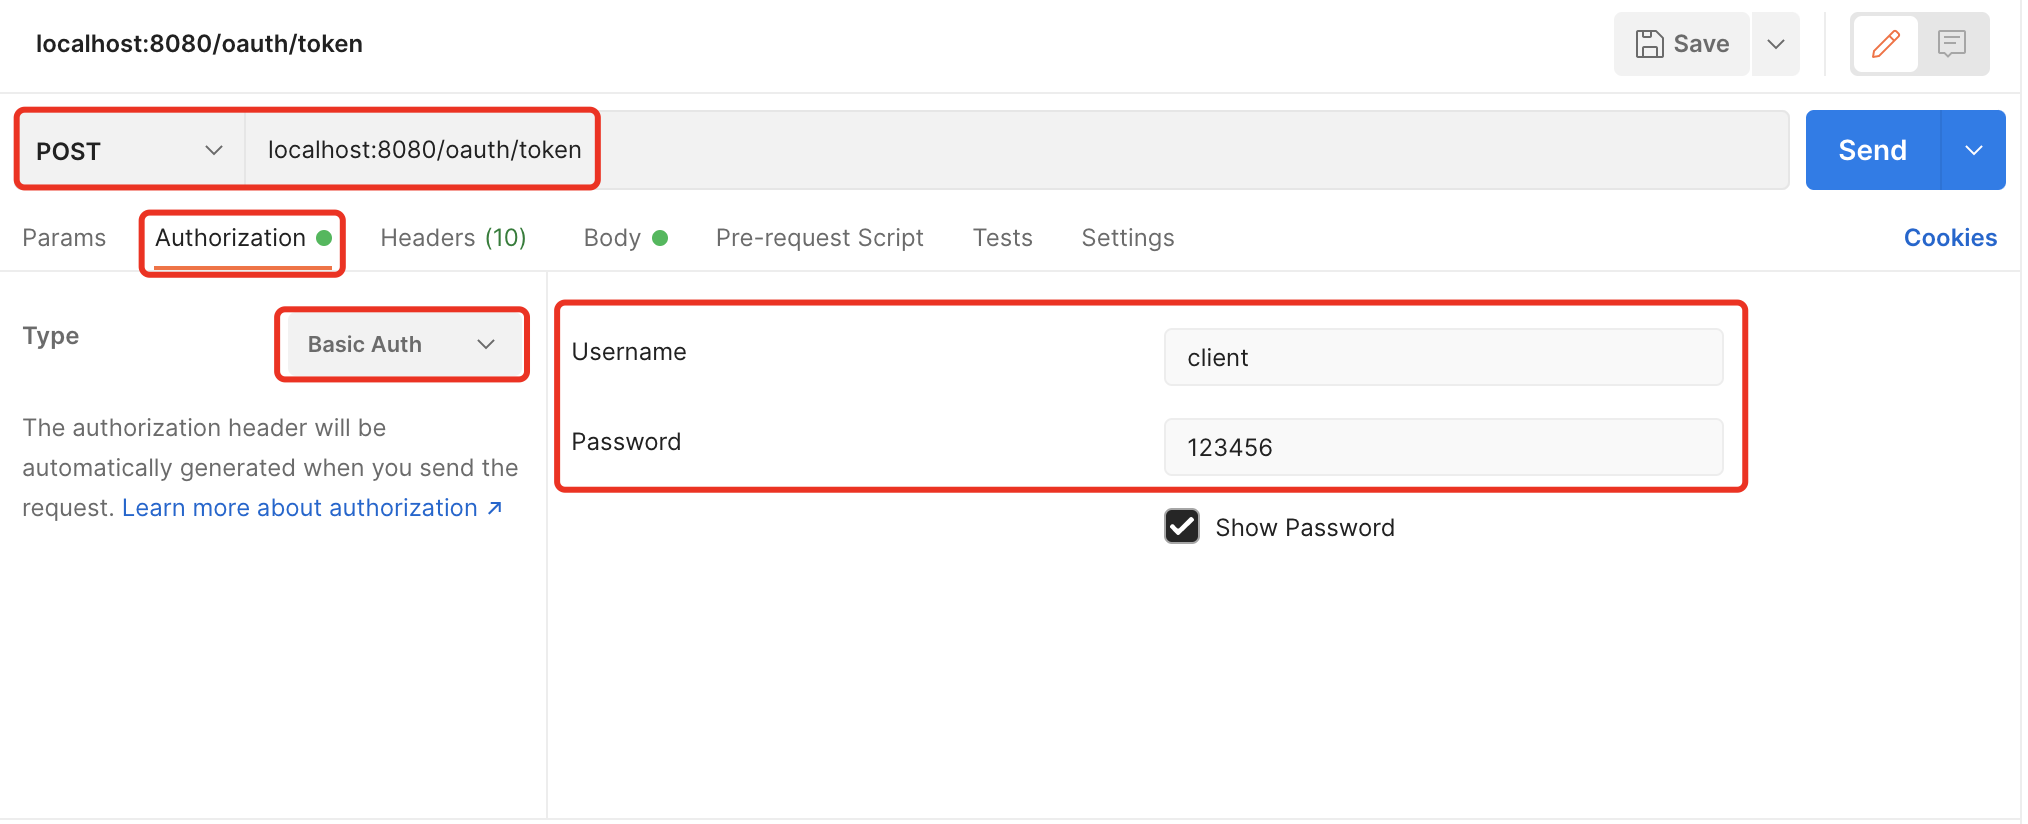 localhost:8080/oauth/token
Save
POST
localhost:8080/oauth/token
Send
Params
Authorization
Headers (10)
Body
Pre-request Script
Tests
Settings
Cookies
Type
Basic Auth
The authorization header will be
automatically generated when you send the
request. Learn more about authorization ↗
Username
client
Password
123456
Show Password